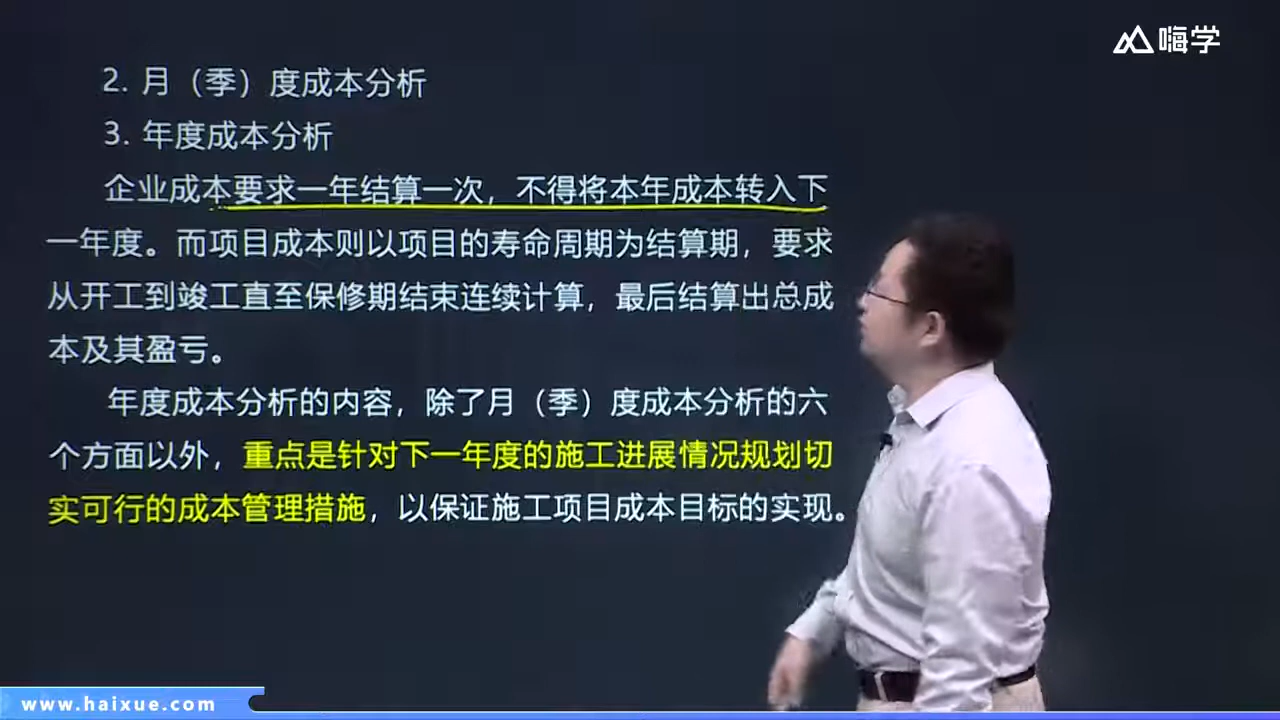 嗨学
2. 月（季）度成本分析
3. 年度成本分析
企业成本要求一年结算一次，不得将本年成本转入下
一年度。而项目成本则以项目的寿命周期为结算期，要求
从开工到竣工直至保修期结束连续计算，最后结算出总成
本及其盈亏。
年度成本分析的内容，除了月（季）度成本分析的六
个方面以外，重点是针对下一年度的施工进展情况规划切
实可行的成本管理措施，以保证施工项目成本目标的实现。
www.haixue.com